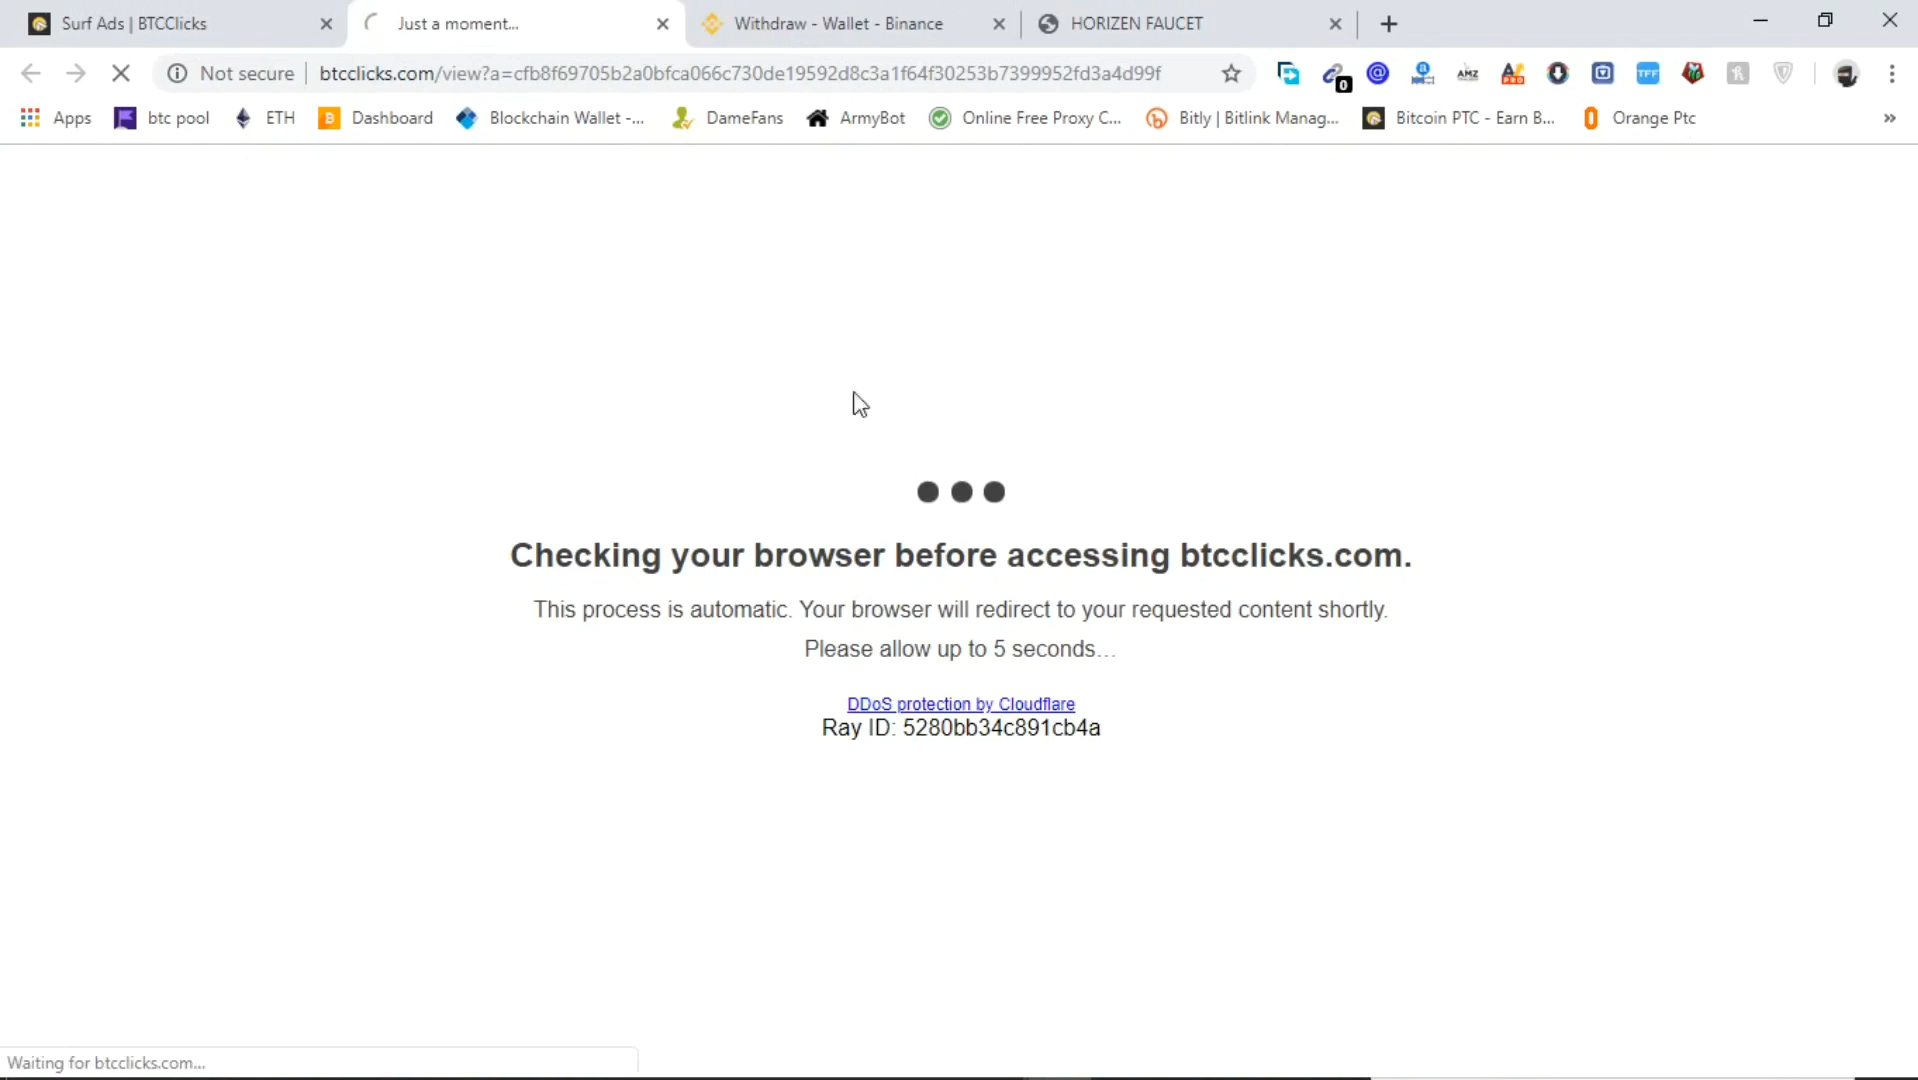 Surf Ads | BTCClicks
Just a moment...
Withdraw - Wallet - Binance
HORIZEN FAUCET
Not secure
btcclicks.com/view?a=cfb8f69705b2a0bfca066c730de19592d8c3a1f64f30253b7399952fd3a4d99f
0
AMZ
TFF
Apps
btc pool
ETH
Dashboard
Blockchain Wallet -...
DameFans
ArmyBot
Online Free Proxy C...
Bitly | Bitlink Manag...
Bitcoin PTC - Earn B...
Orange Ptc
Checking your browser before accessing btcclicks.com.
This process is automatic. Your browser will redirect to your requested content shortly.
Please allow up to 5 seconds…
DDoS protection by Cloudflare
Ray ID: 5280bb34c891cb4a
Waiting for btcclicks.com...